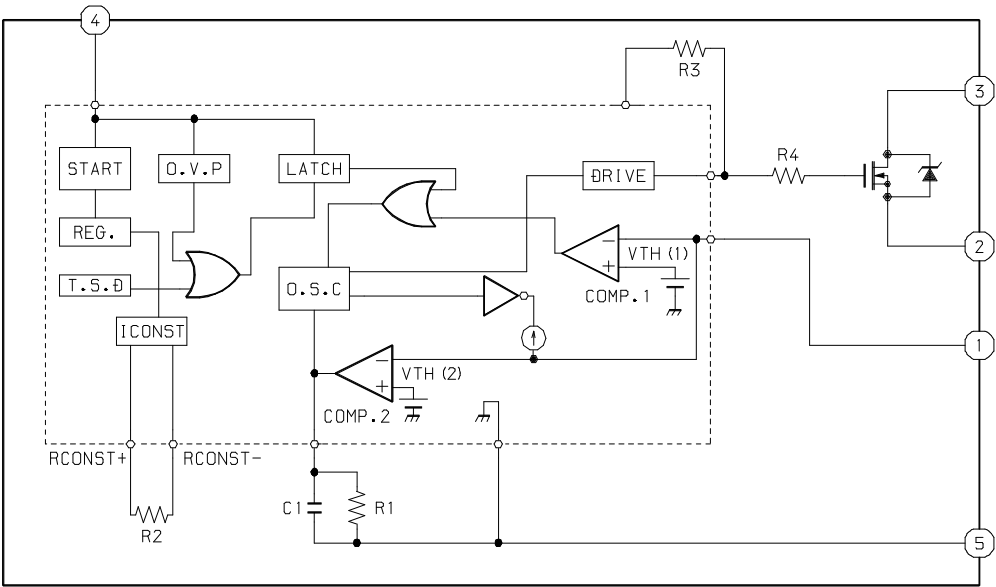 4
R3
3
START
O.V.P
LATCH
DRIVE
R4
REG.
VTH (1)
2
T.S.D
O.S.C
COMP.1
ICONST
1
VTH (2)
COMP.2
RCONST+
RCONST-
C1
R1
R2
5